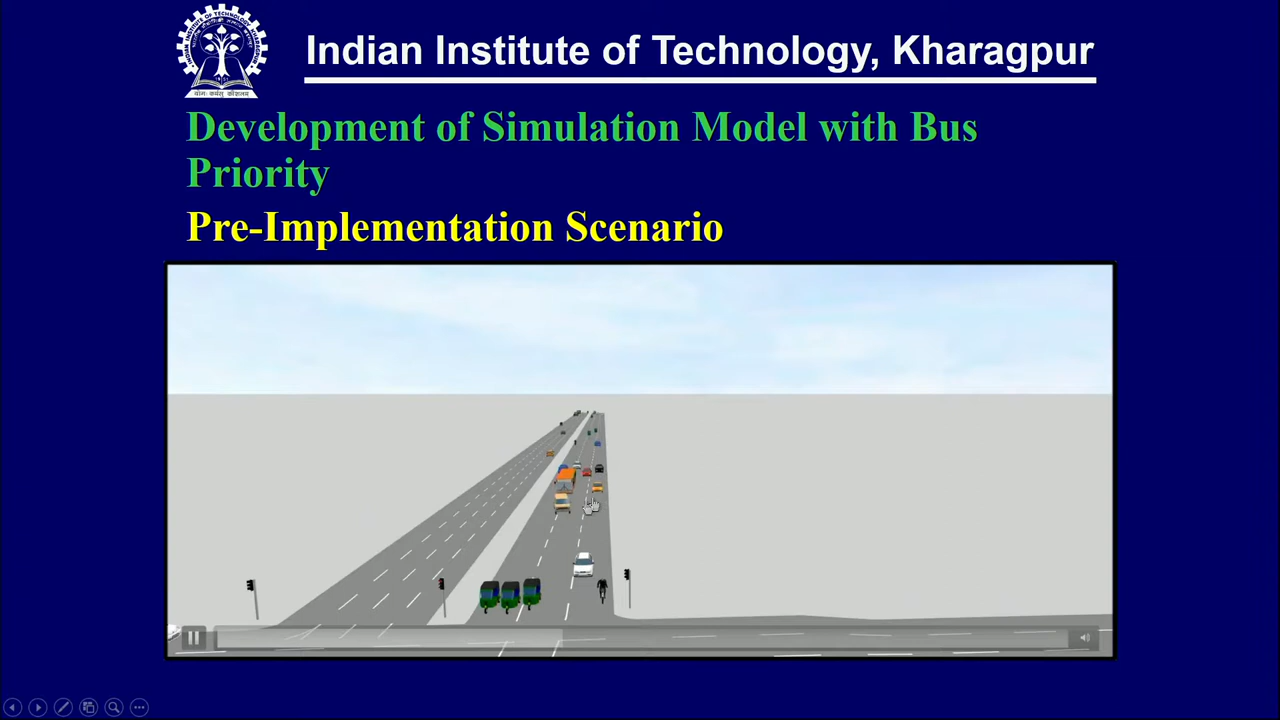 Indian Institute of Technology, Kharagpur
Development of Simulation Model with Bus
Priority
Pre-Implementation Scenario